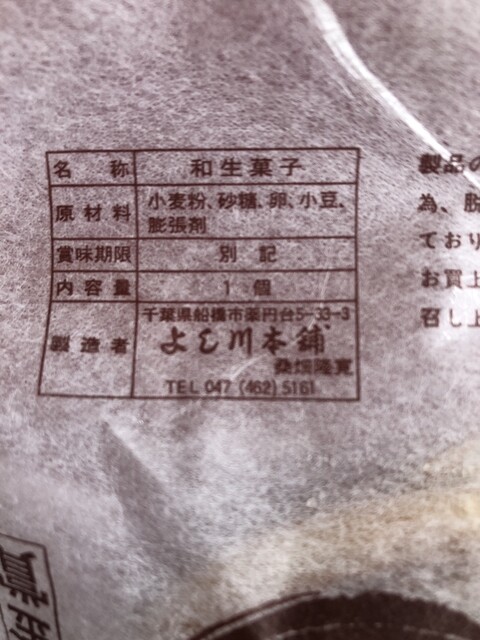 名称 和生菓子
原材料 小麦粉、砂糖、卵、小豆、
膨張剤
賞味期限 別記
内容量 1個
製造者 千葉県船橋市薬円台5-33-3
よし川本舗
桑畑隆寛
TEL 047 (462) 5161
製品の
為、脱
ており
お買上
召し上